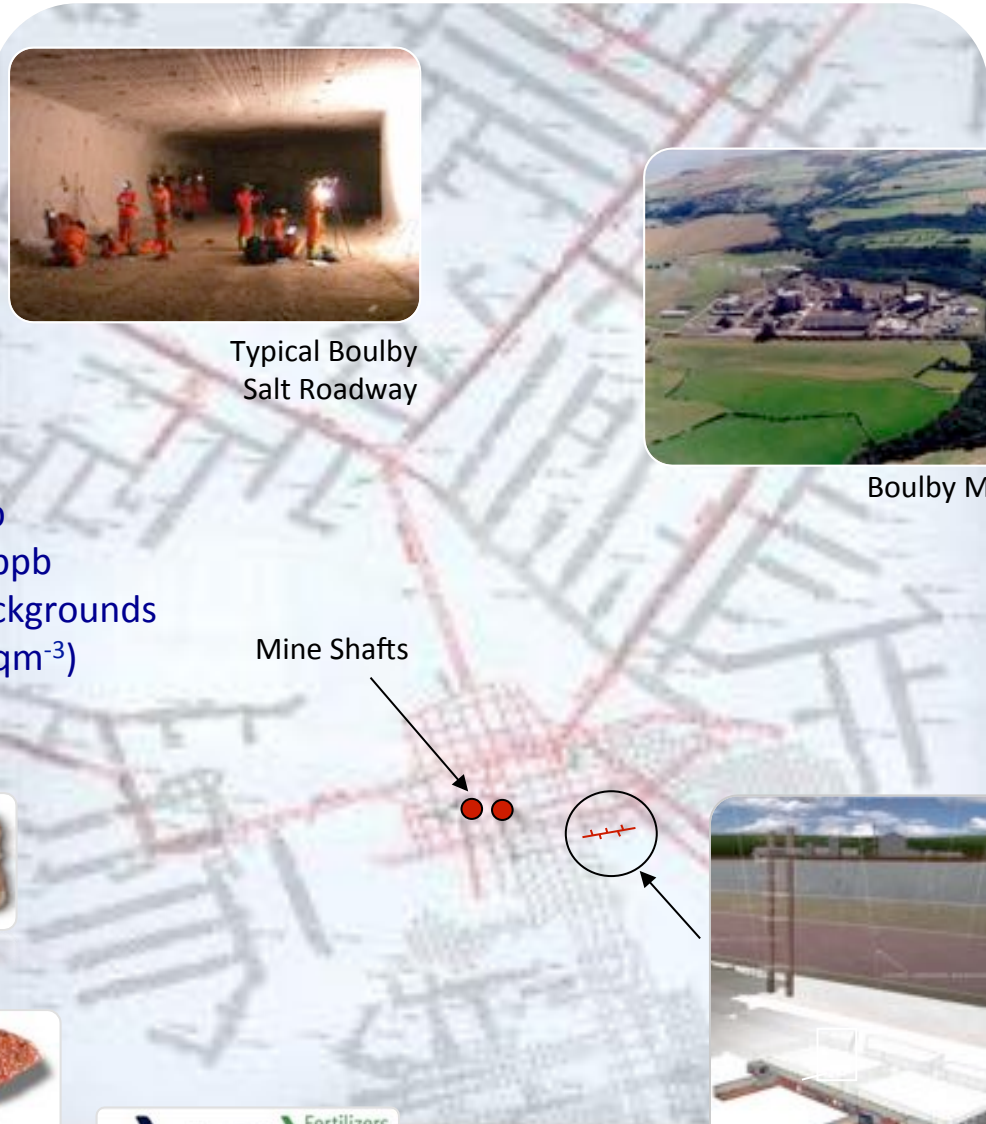 Typical Boulby
Salt Roadway
Boulby M
ppb
ckgrounds
qm⁻³)
Mine Shafts
Fertilizers